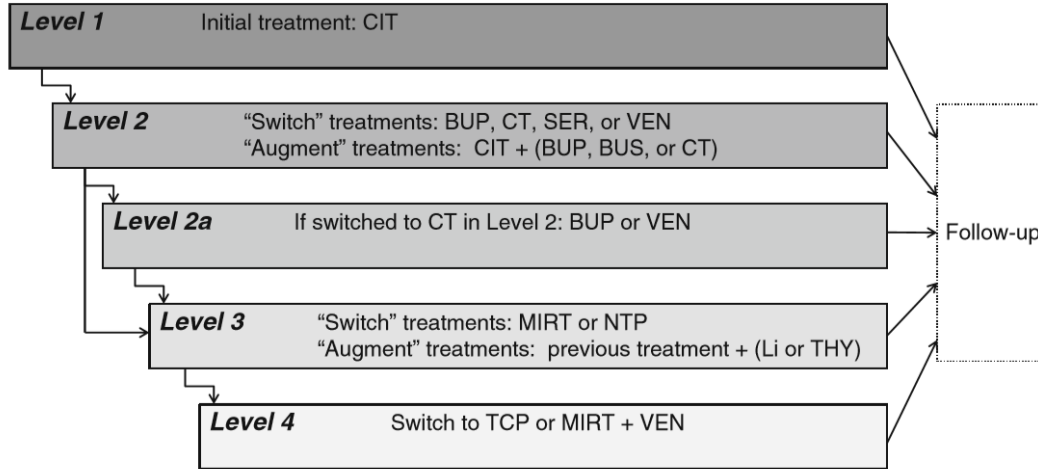 Level 1 Initial treatment: CIT
Level 2 “Switch” treatments: BUP, CT, SER, or VEN
“Augment” treatments: CIT + (BUP, BUS, or CT)
Level 2a If switched to CT in Level 2: BUP or VEN
Follow-up
Level 3 “Switch” treatments: MIRT or NTP
“Augment” treatments: previous treatment + (Li or THY)
Level 4 Switch to TCP or MIRT + VEN